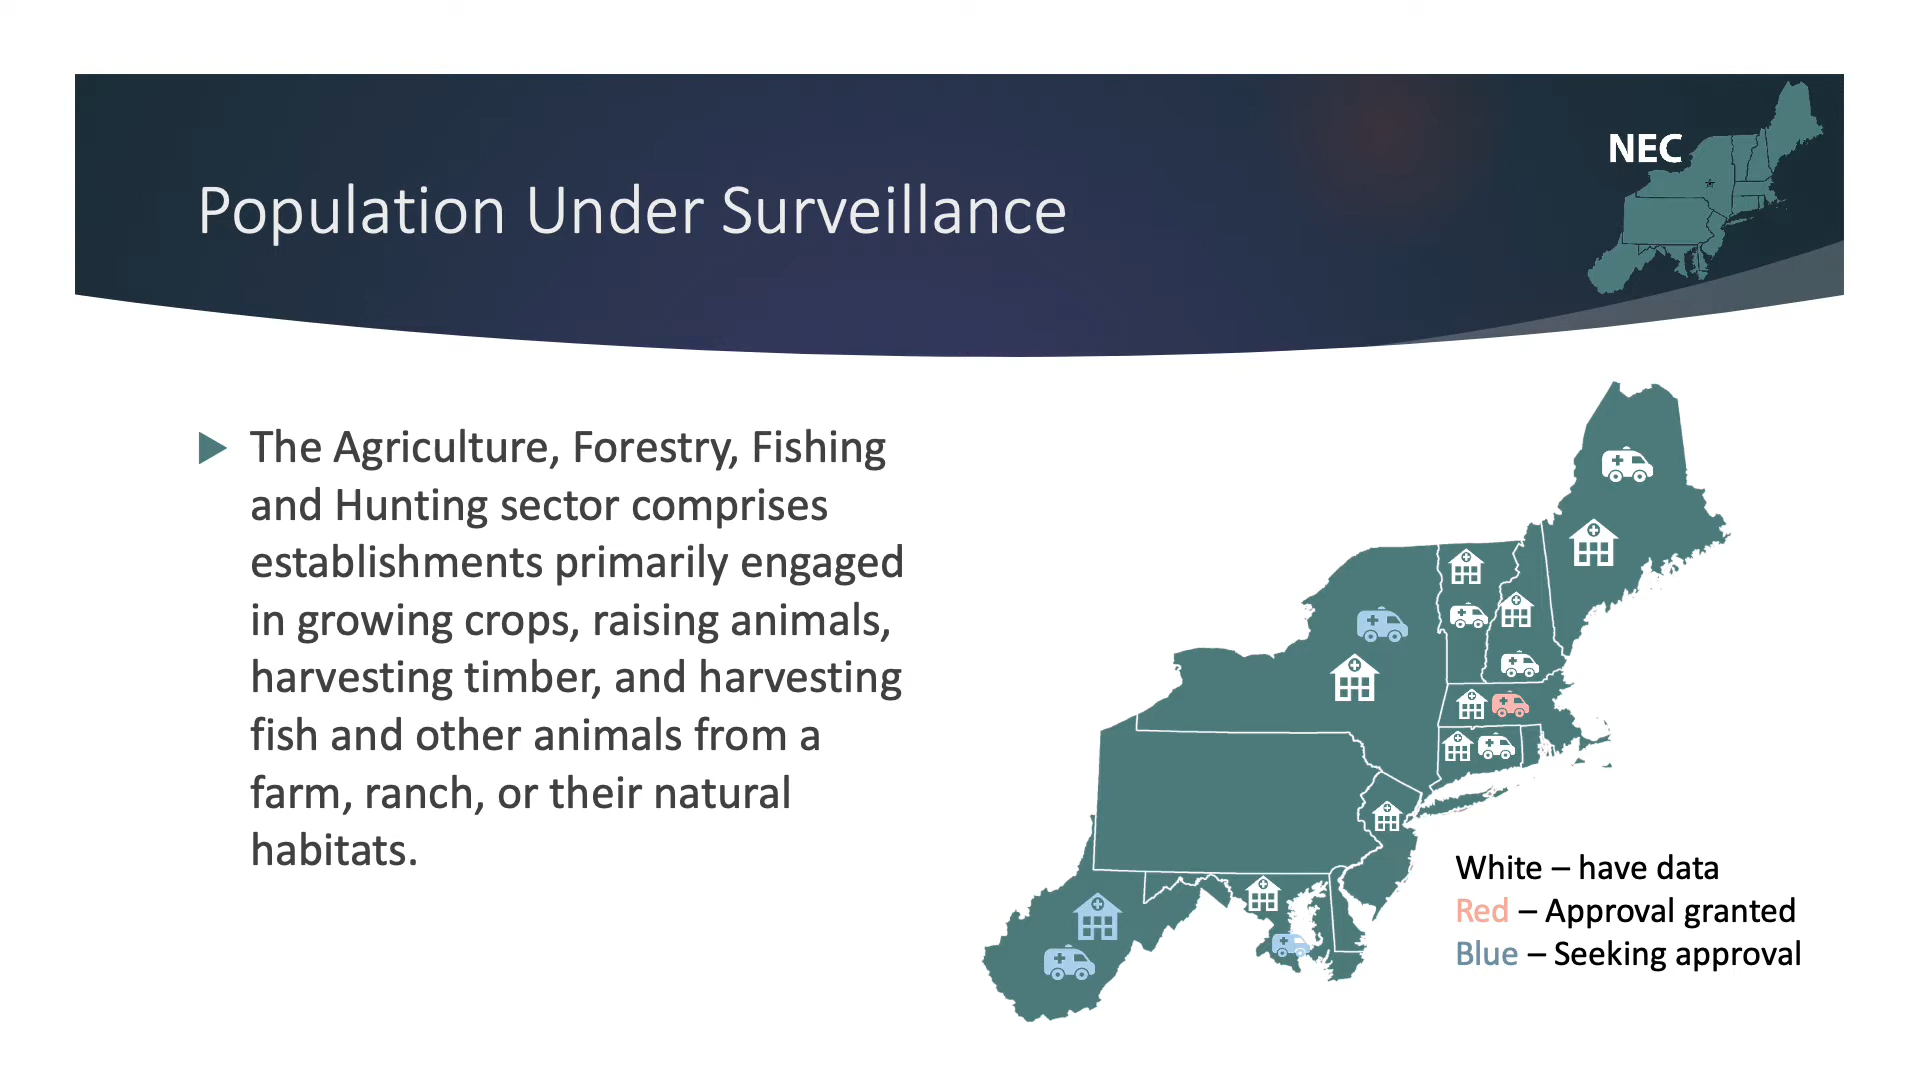 NEC
Population Under Surveillance
The Agriculture, Forestry, Fishing
and Hunting sector comprises
establishments primarily engaged
in growing crops, raising animals,
harvesting timber, and harvesting
fish and other animals from a
farm, ranch, or their natural
habitats.
White – have data
Red – Approval granted
Blue – Seeking approval